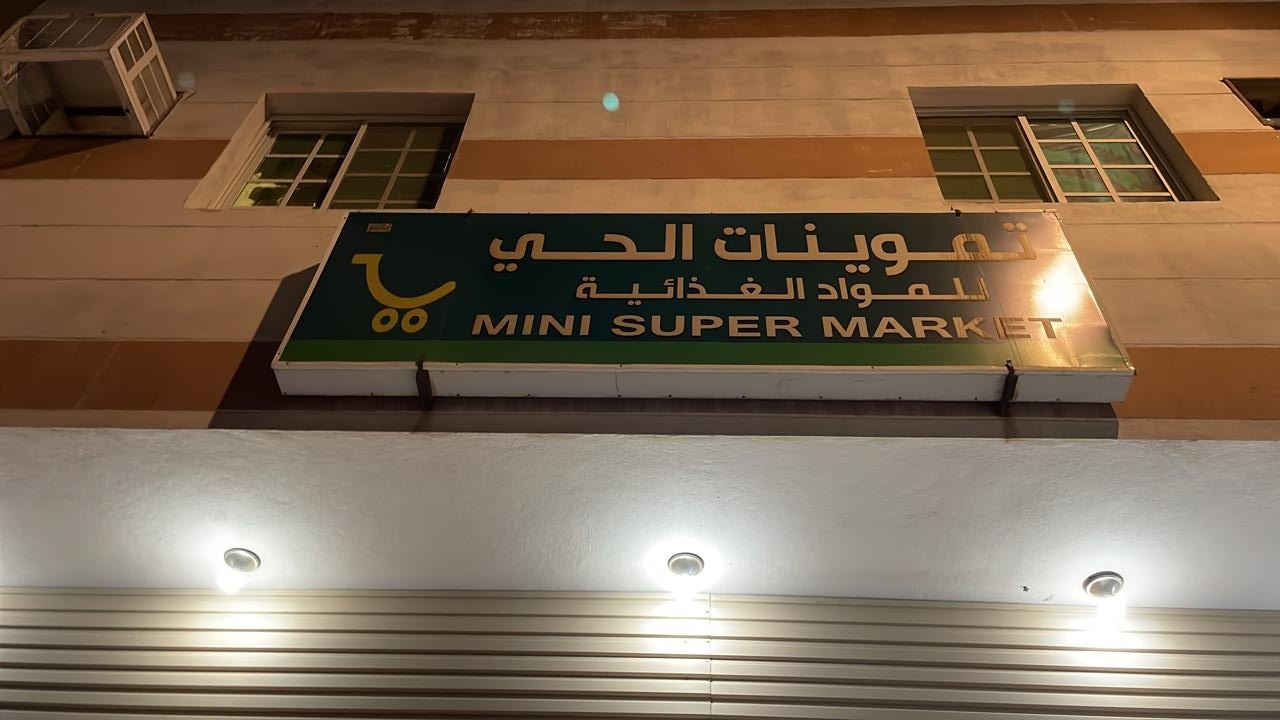 تموينات الحي
للمواد الغذائية
MINI SUPER MARKET